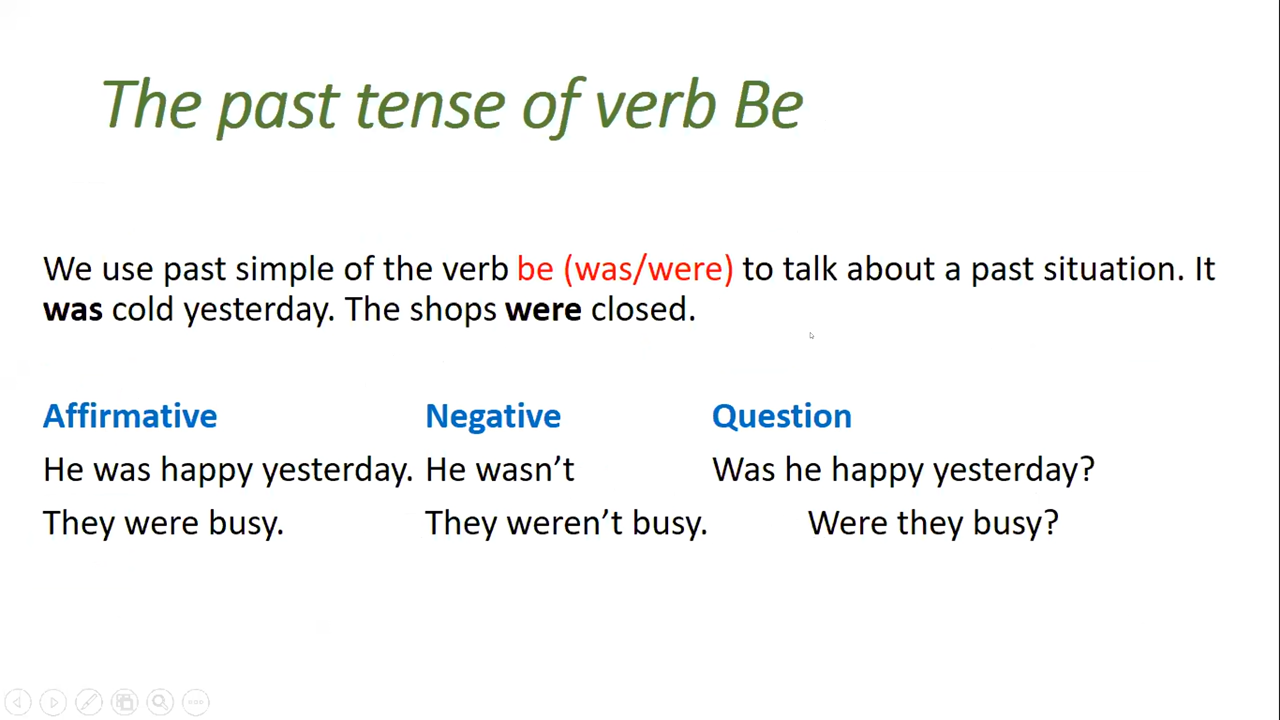 The past tense of verb Be
We use past simple of the verb be (was/were) to talk about a past situation. It
was cold yesterday. The shops were closed.
Affirmative Negative Question
He was happy yesterday. He wasn’t Was he happy yesterday?
They were busy. They weren’t busy. Were they busy?